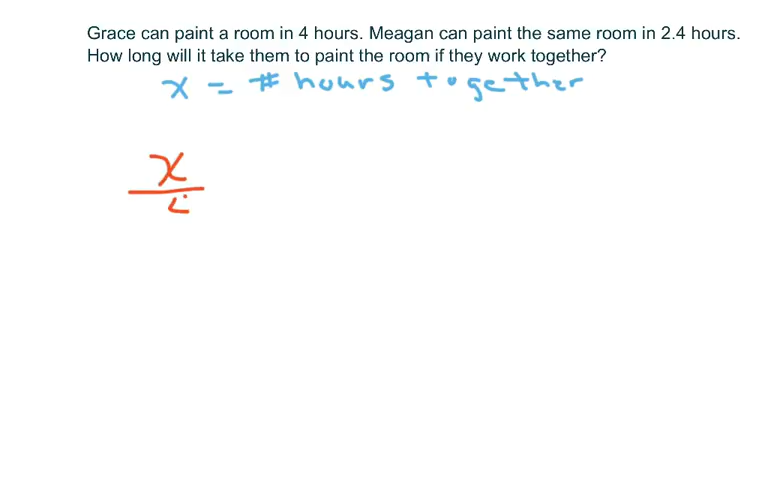 Grace can paint a room in 4 hours. Meagan can paint the same room in 2.4 hours.
How long will it take them to paint the room if they work together?
x = # hours together
x